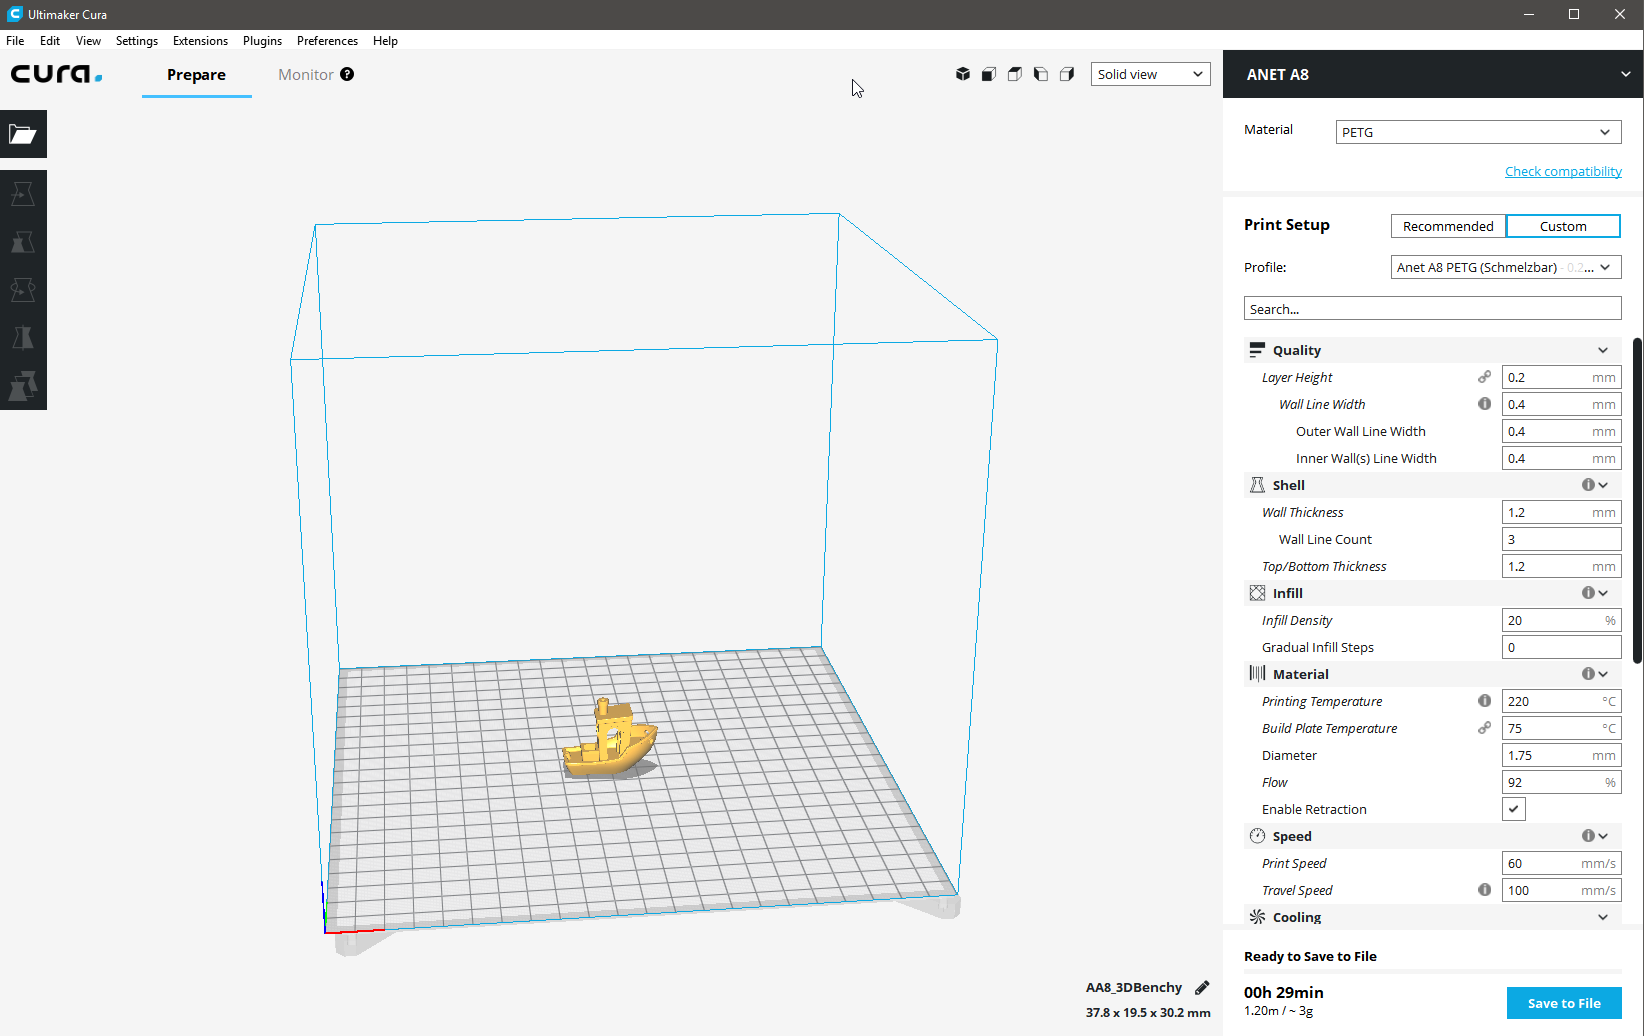 Ultimaker Cura
File Edit View Settings Extensions Plugins Preferences Help
cura. Prepare Monitor ? Solid view
ANET A8
Material PETG
Check compatibility
Print Setup Recommended Custom
Profile: Anet A8 PETG (Schmelzbar) - 0.2...
Search...
Quality
Layer Height 0.2 mm
Wall Line Width 0.4 mm
Outer Wall Line Width 0.4 mm
Inner Wall(s) Line Width 0.4 mm
Shell
Wall Thickness 1.2 mm
Wall Line Count 3
Top/Bottom Thickness 1.2 mm
Infill
Infill Density 20 %
Gradual Infill Steps 0
Material
Printing Temperature 220 °C
Build Plate Temperature 75 °C
Diameter 1.75 mm
Flow 92 %
Enable Retraction
Speed
Print Speed 60 mm/s
Travel Speed 100 mm/s
Cooling
Ready to Save to File
00h 29min
1.20m / ~ 3g
Save to File
AA8_3DBenchy
37.8 x 19.5 x 30.2 mm